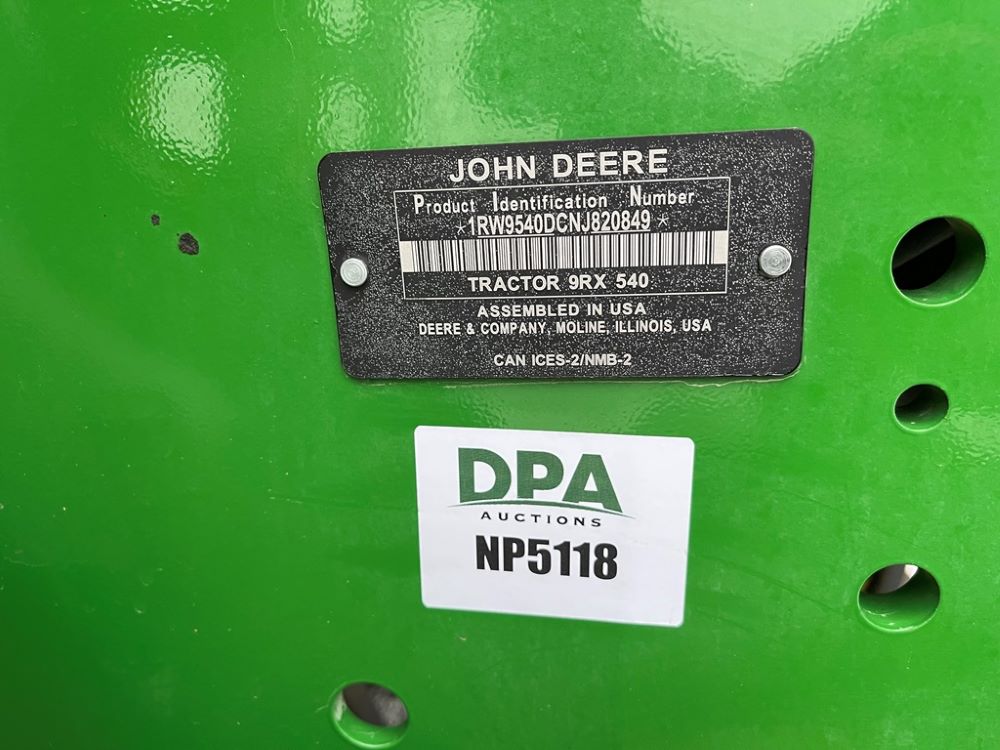 JOHN DEERE
Product Identification Number
*1RW9540DCNJ820849*
TRACTOR 9RX 540
ASSEMBLED IN USA
DEERE & COMPANY, MOLINE, ILLINOIS, USA
CAN ICES-2/NMB-2
DPA
AUCTIONS
NP5118